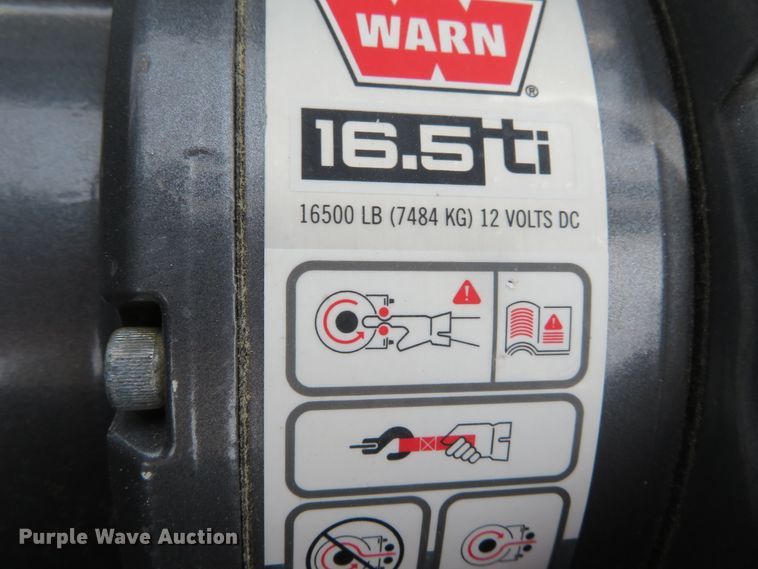 WARN
®
16.5ti
16500 LB (7484 KG) 12 VOLTS DC
Purple Wave Auction®